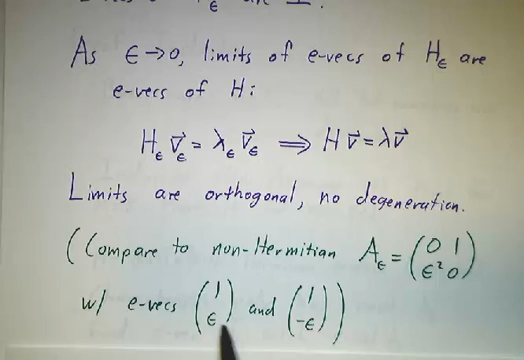 As ϵ→0, limits of e-vecs of H_ϵ are
e-vecs of H:
H_ϵ v⃗_ϵ = λ_ϵ v⃗_ϵ ⟹ H v⃗ = λ v⃗
Limits are orthogonal, no degeneration.
(Compare to non-Hermitian A_ϵ = (0 1; ϵ² 0)
w/ e-vecs (1; ϵ) and (1; -ϵ))